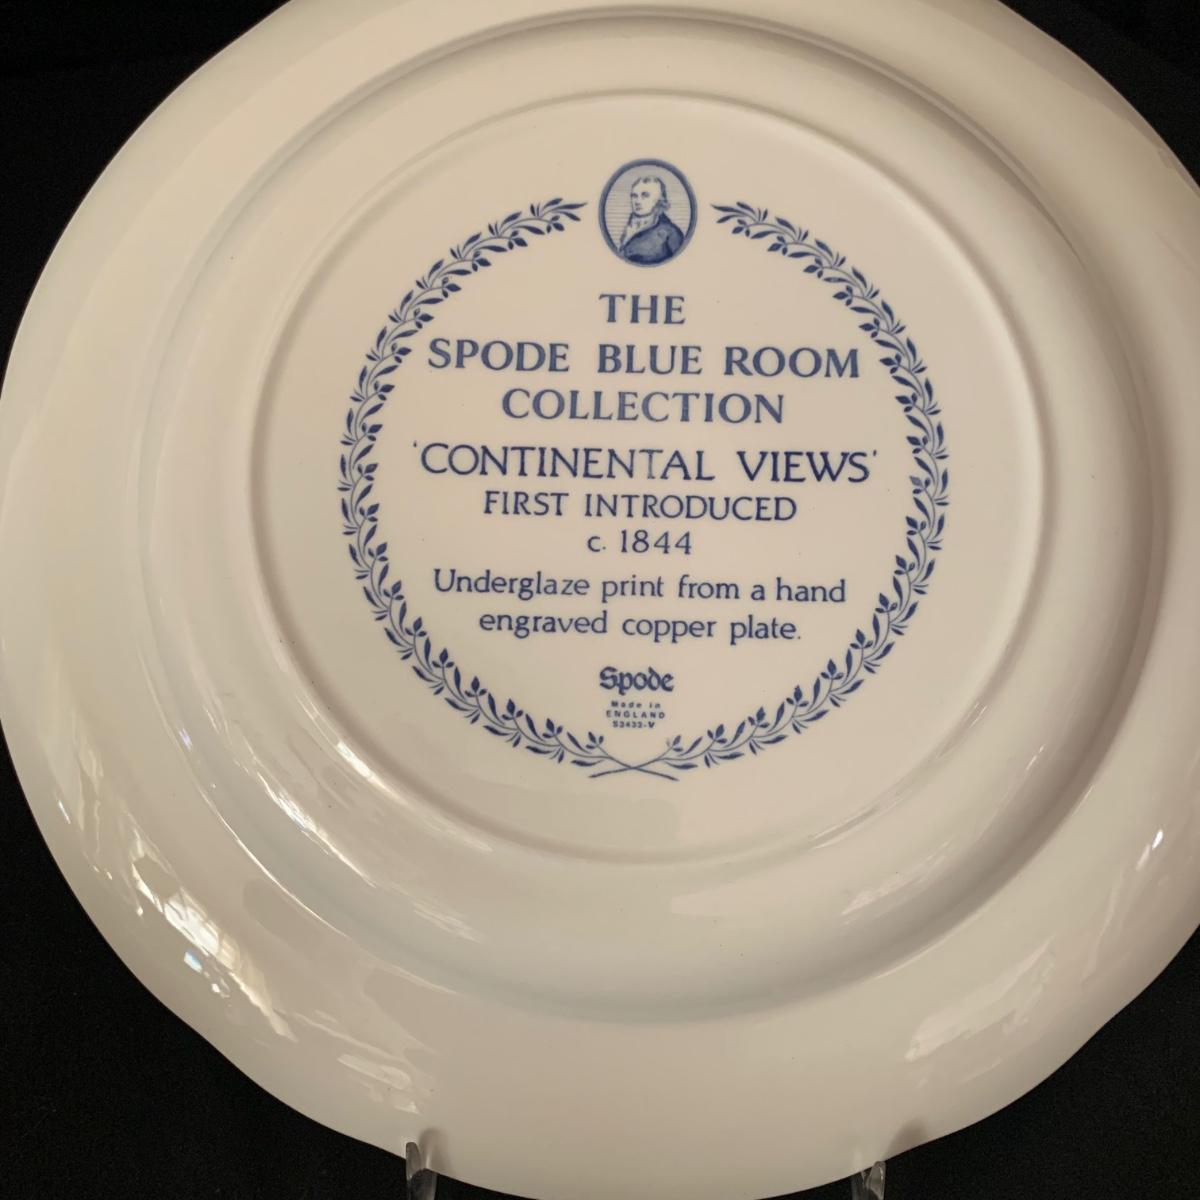 THE
SPODE BLUE ROOM
COLLECTION
'CONTINENTAL VIEWS'
FIRST INTRODUCED
c. 1844
Underglaze print from a hand
engraved copper plate.
Spode
Made in
ENGLAND
S3433-V